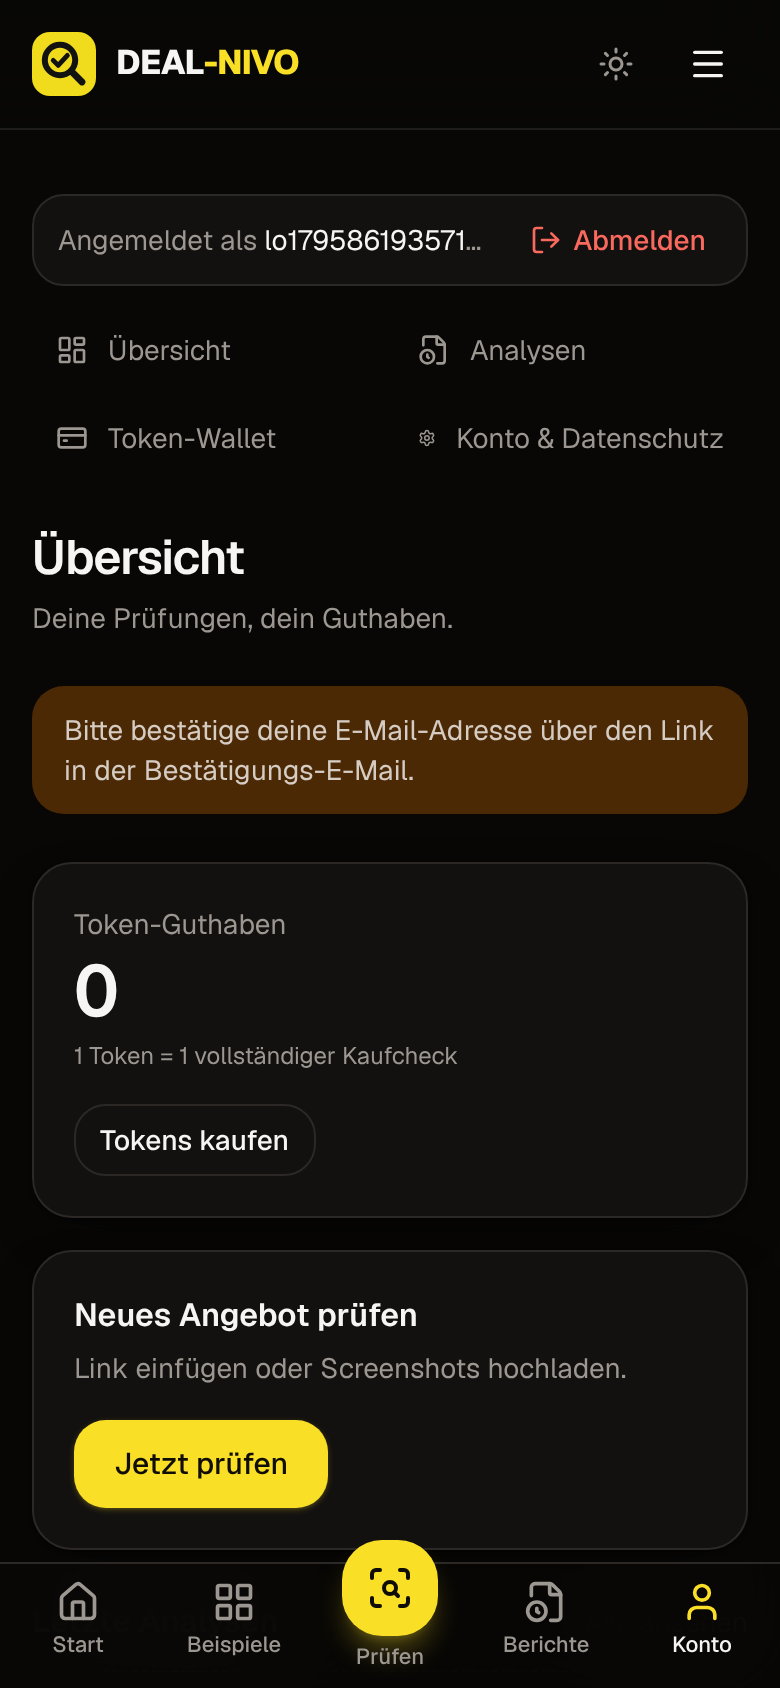 DEAL-NIVO
Angemeldet als lo179586193571... Abmelden
Übersicht Analysen
Token-Wallet Konto & Datenschutz
Übersicht
Deine Prüfungen, dein Guthaben.
Bitte bestätige deine E-Mail-Adresse über den Link
in der Bestätigungs-E-Mail.
Token-Guthaben
0
1 Token = 1 vollständiger Kaufcheck
Tokens kaufen
Neues Angebot prüfen
Link einfügen oder Screenshots hochladen.
Jetzt prüfen
Start Beispiele Prüfen Berichte Konto